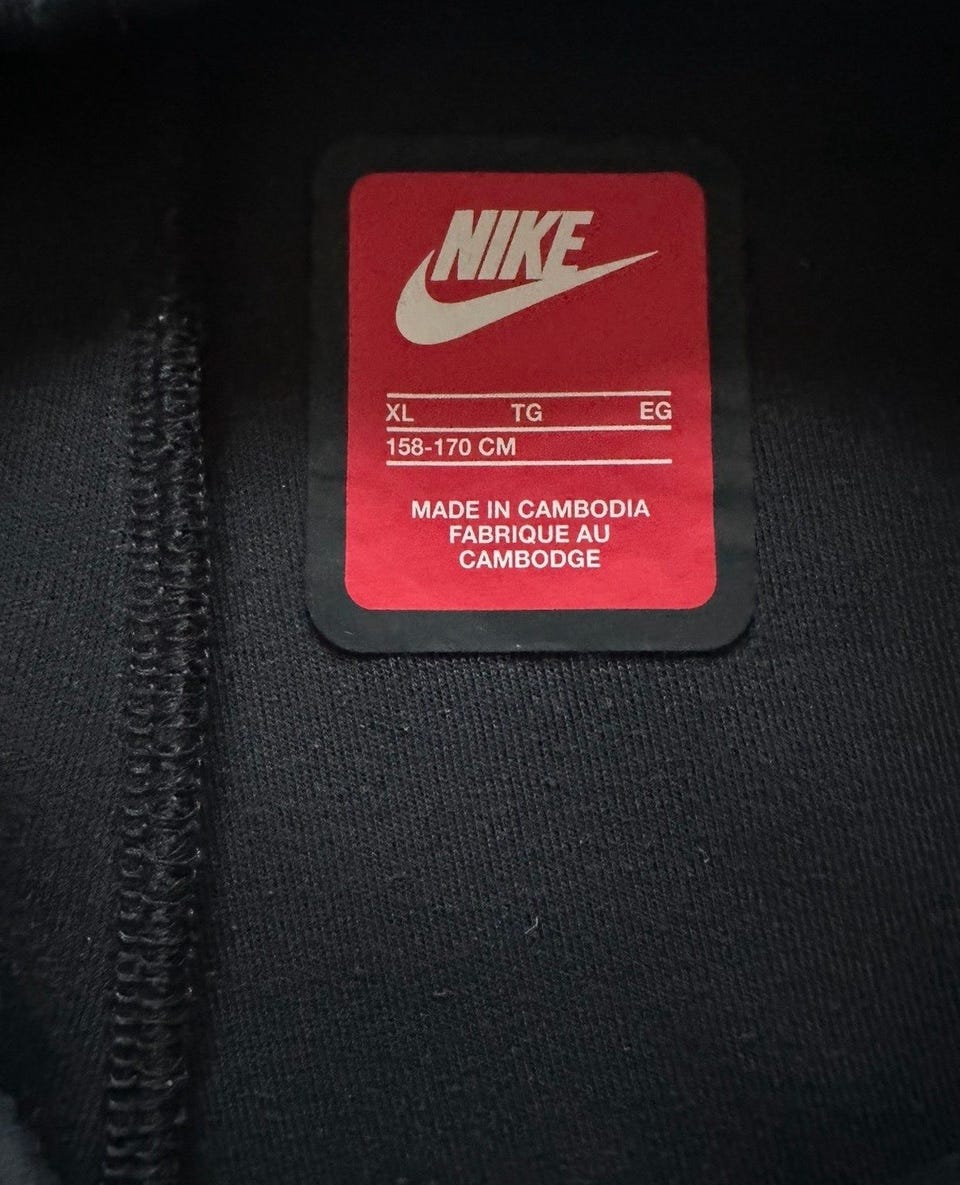 NIKE
XL TG EG
158-170 CM
MADE IN CAMBODIA
FABRIQUE AU
CAMBODGE